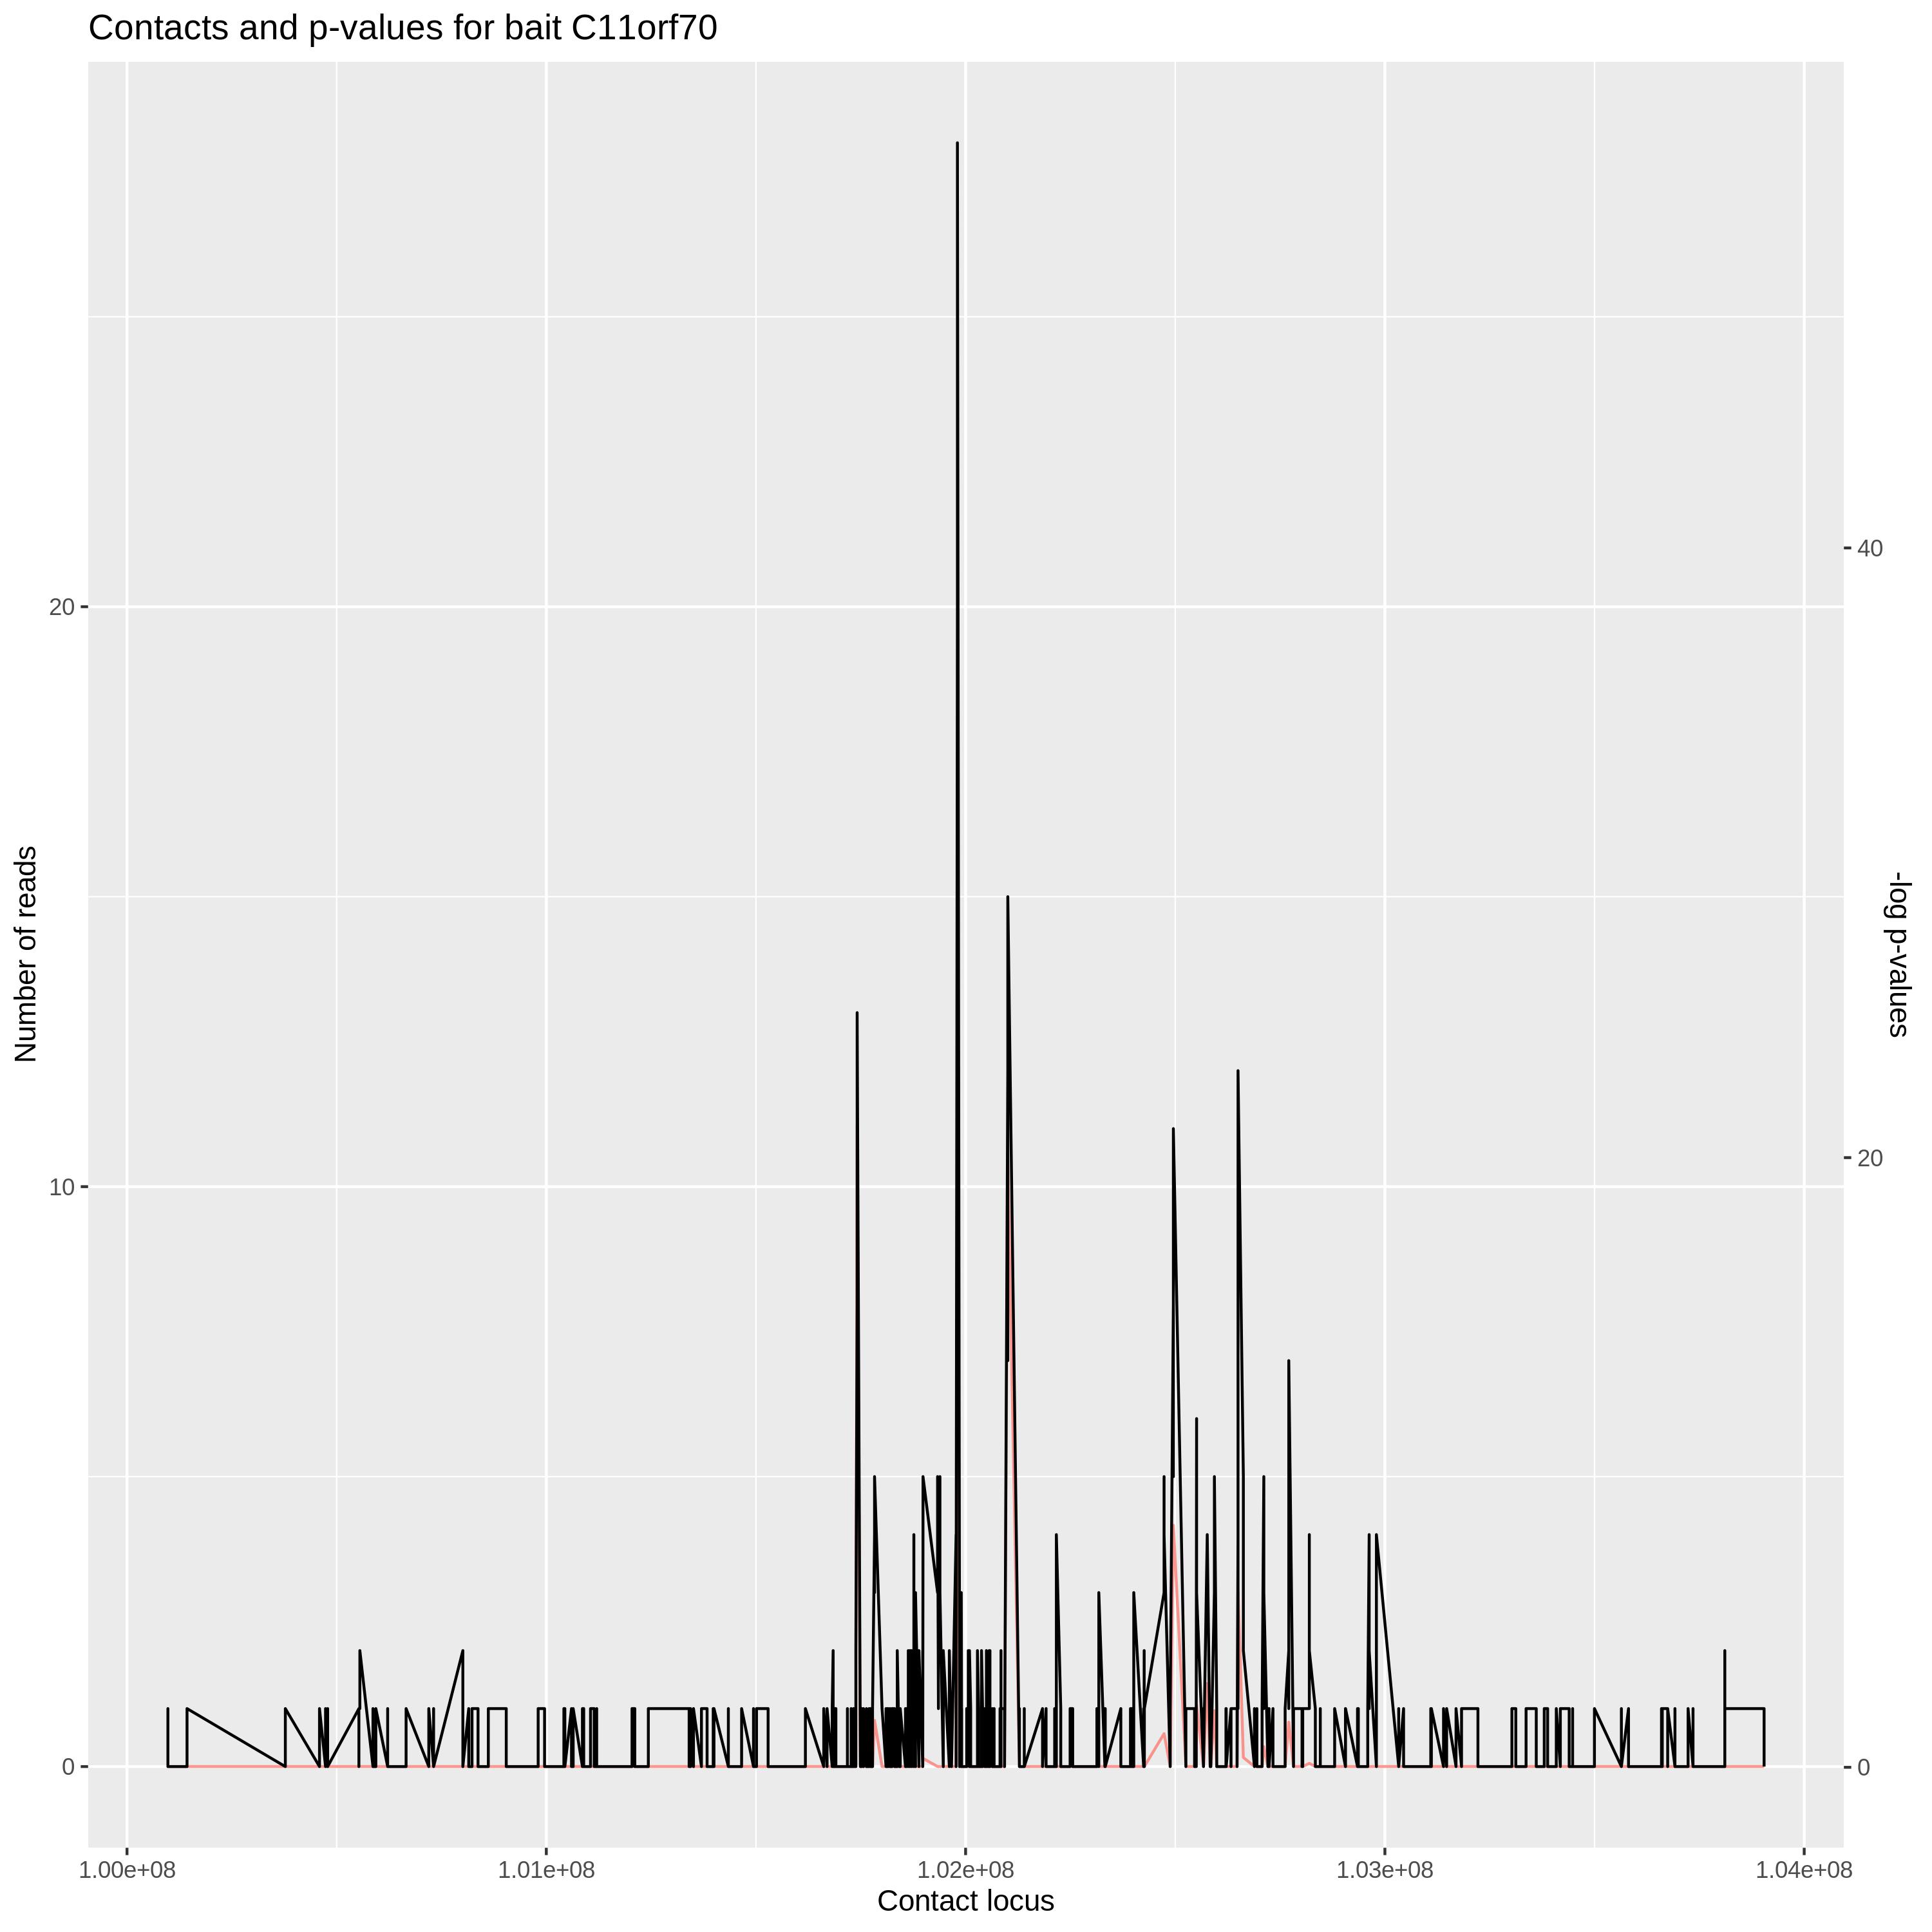 Contacts and p-values for bait C11orf70
Number of reads
20
10
0
40
20
0
-log p-values
1.00e+08
1.01e+08
1.02e+08
1.03e+08
1.04e+08
Contact locus